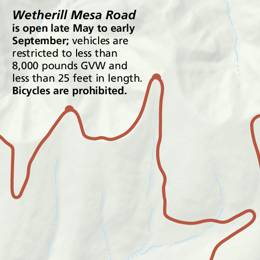 Wetherill Mesa Road
is open late May to early
September; vehicles are
restricted to less than
8,000 pounds GVW and
less than 25 feet in length.
Bicycles are prohibited.